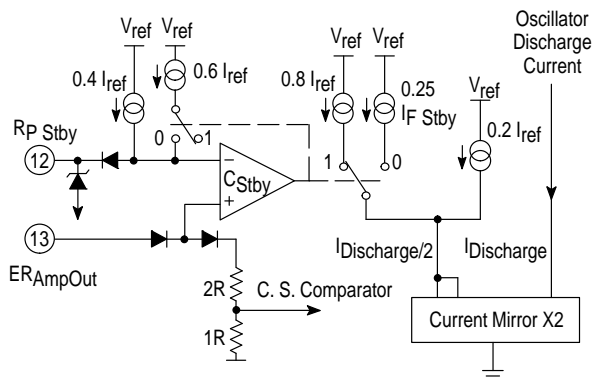 Vref
Vref
0.4 Iref
0.6 Iref
0
1
RP Stby
12
−
CStby
+
13
ERAmpOut
2R
1R
C. S. Comparator
Vref
Vref
0.8 Iref
0.25
IF Stby
1
0
Vref
0.2 Iref
Oscillator
Discharge
Current
IDischarge/2
IDischarge
Current Mirror X2